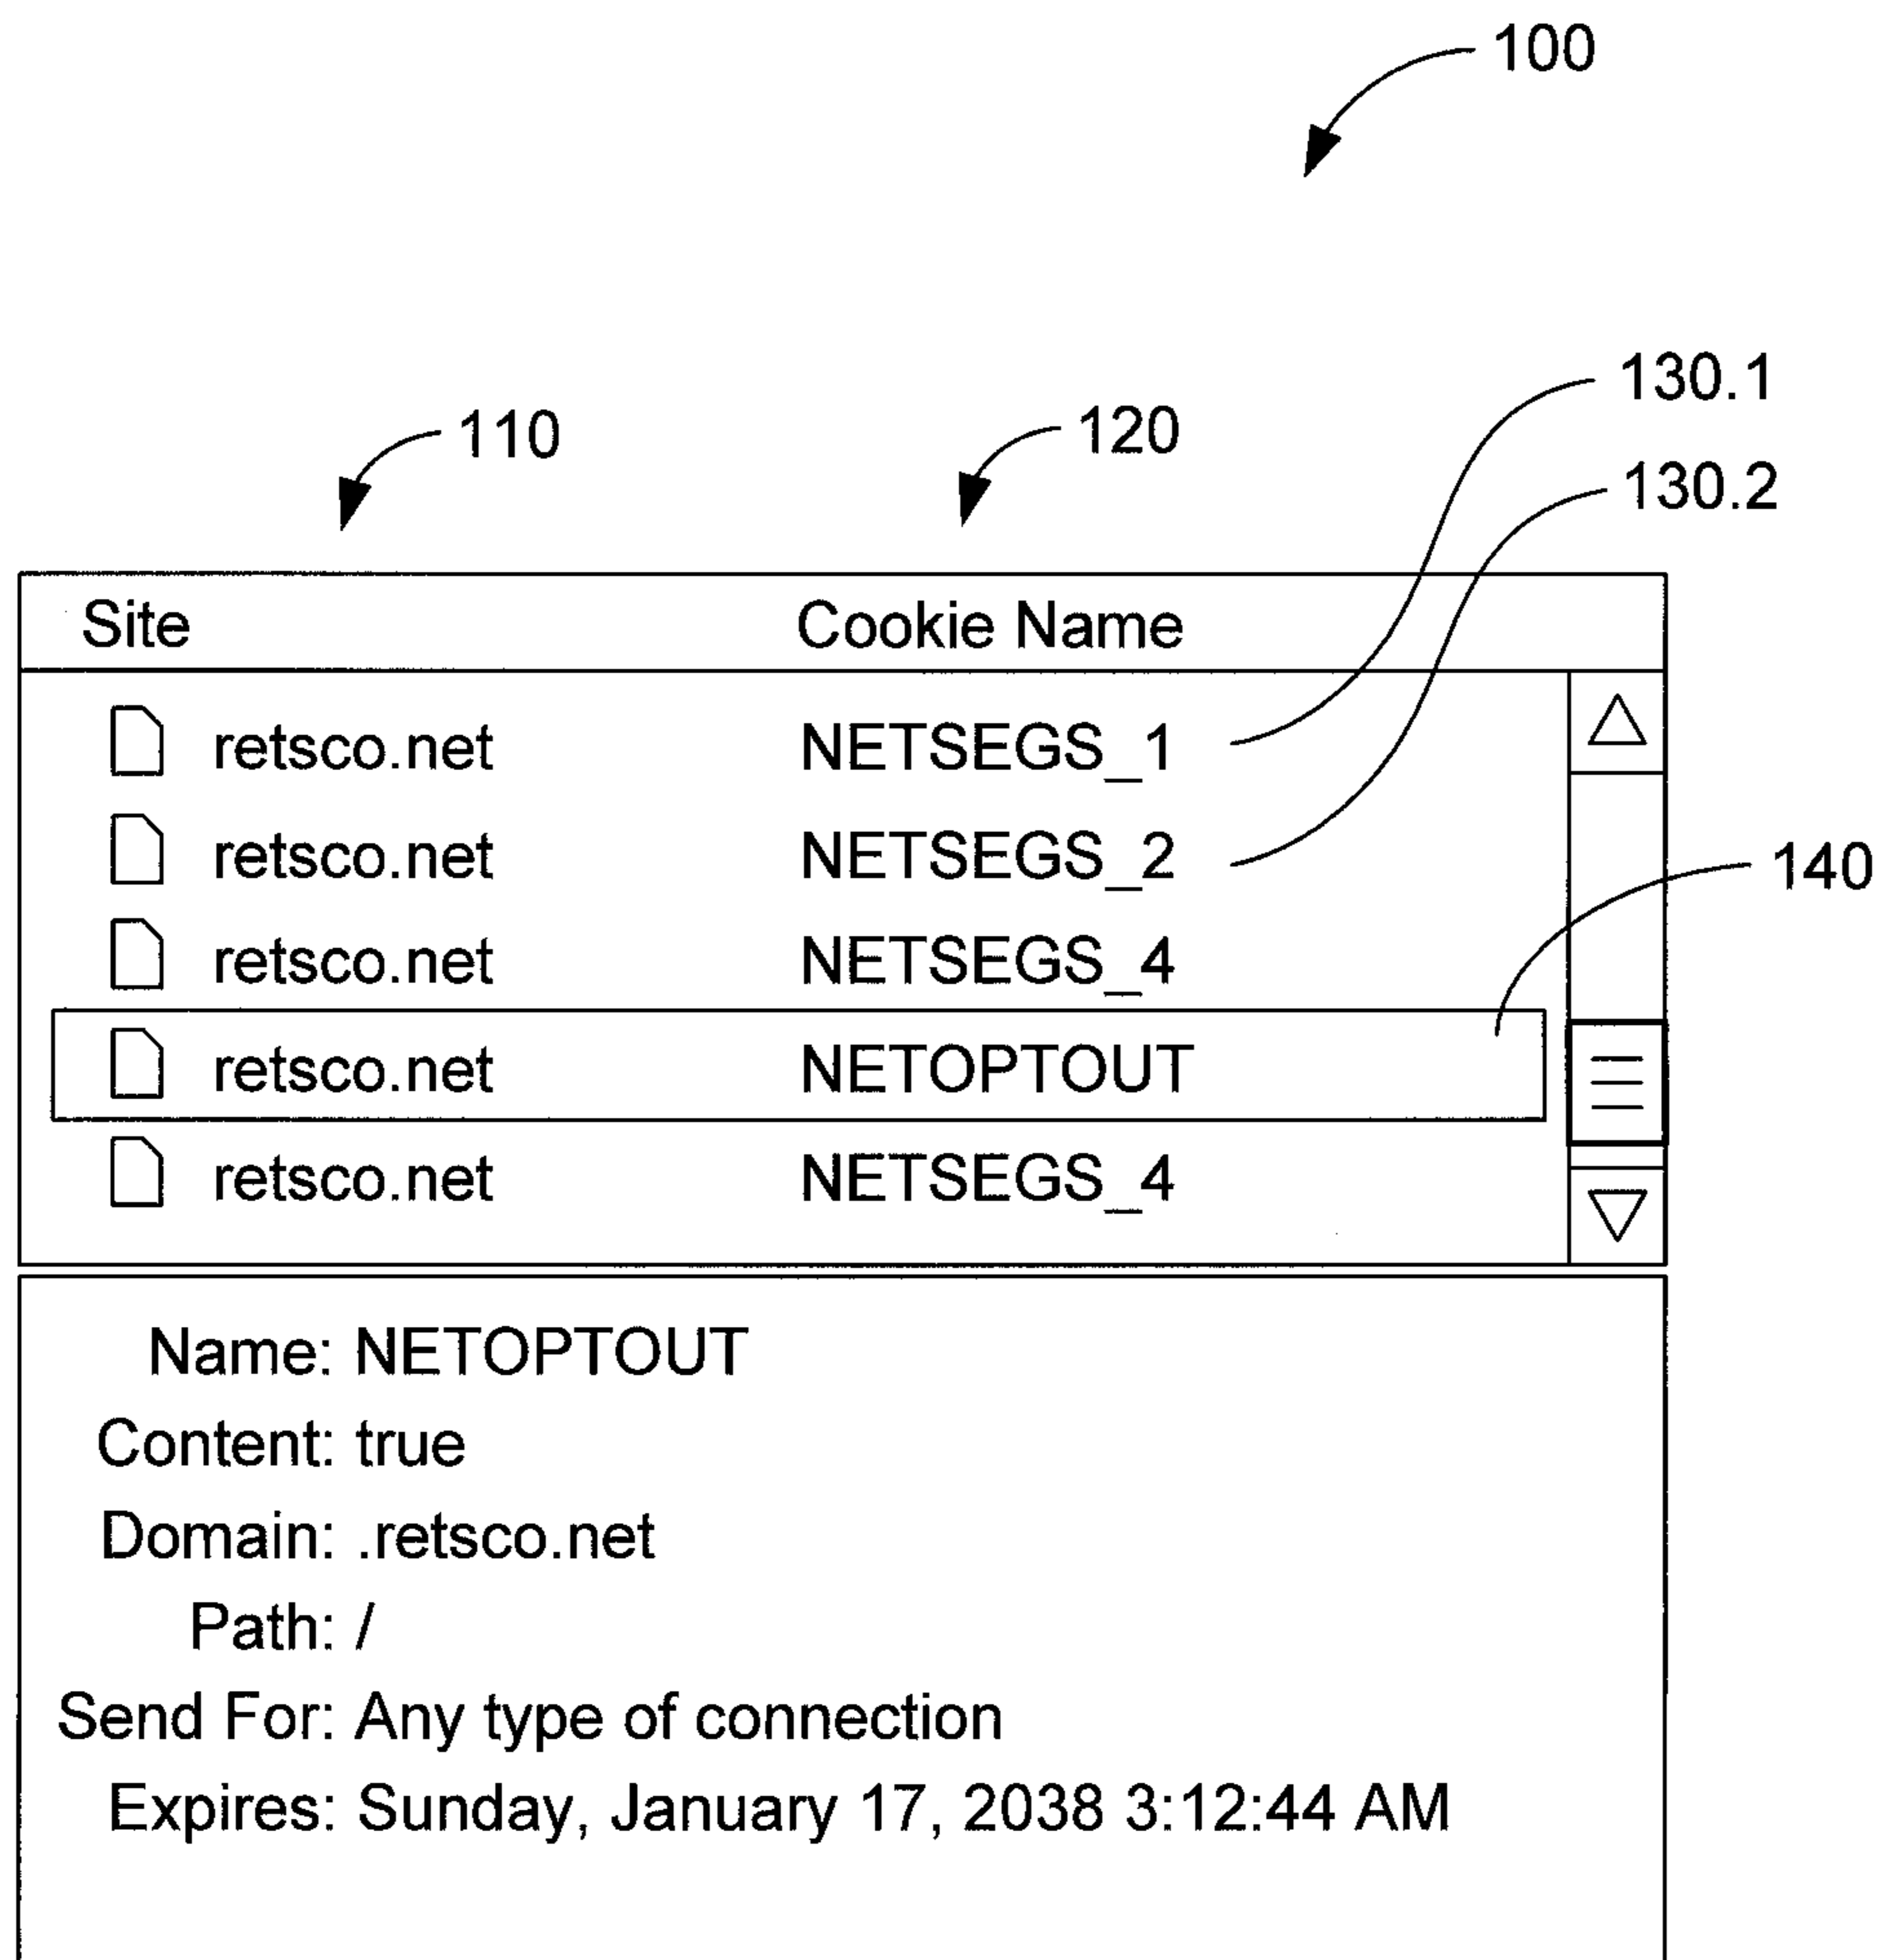 100
130.1
110
120
130.2
Site Cookie Name
retsco.net NETSEGS_1
retsco.net NETSEGS_2
140
retsco.net NETSEGS_4
retsco.net NETOPTOUT
retsco.net NETSEGS_4
Name: NETOPTOUT
Content: true
Domain: .retsco.net
Path: /
Send For: Any type of connection
Expires: Sunday, January 17, 2038 3:12:44 AM